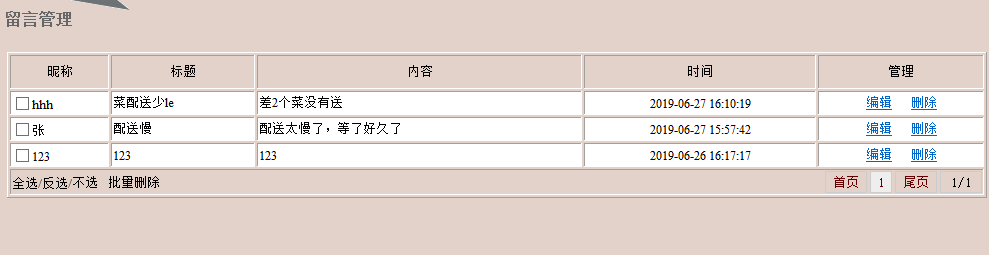 留言管理
昵称 标题 内容 时间 管理
hhh 菜配送少le 差2个菜没有送 2019-06-27 16:10:19 编辑 删除
张 配送慢 配送太慢了，等了好久了 2019-06-27 15:57:42 编辑 删除
123 123 123 2019-06-26 16:17:17 编辑 删除
全选/反选/不选 批量删除 首页 1 尾页 1/1